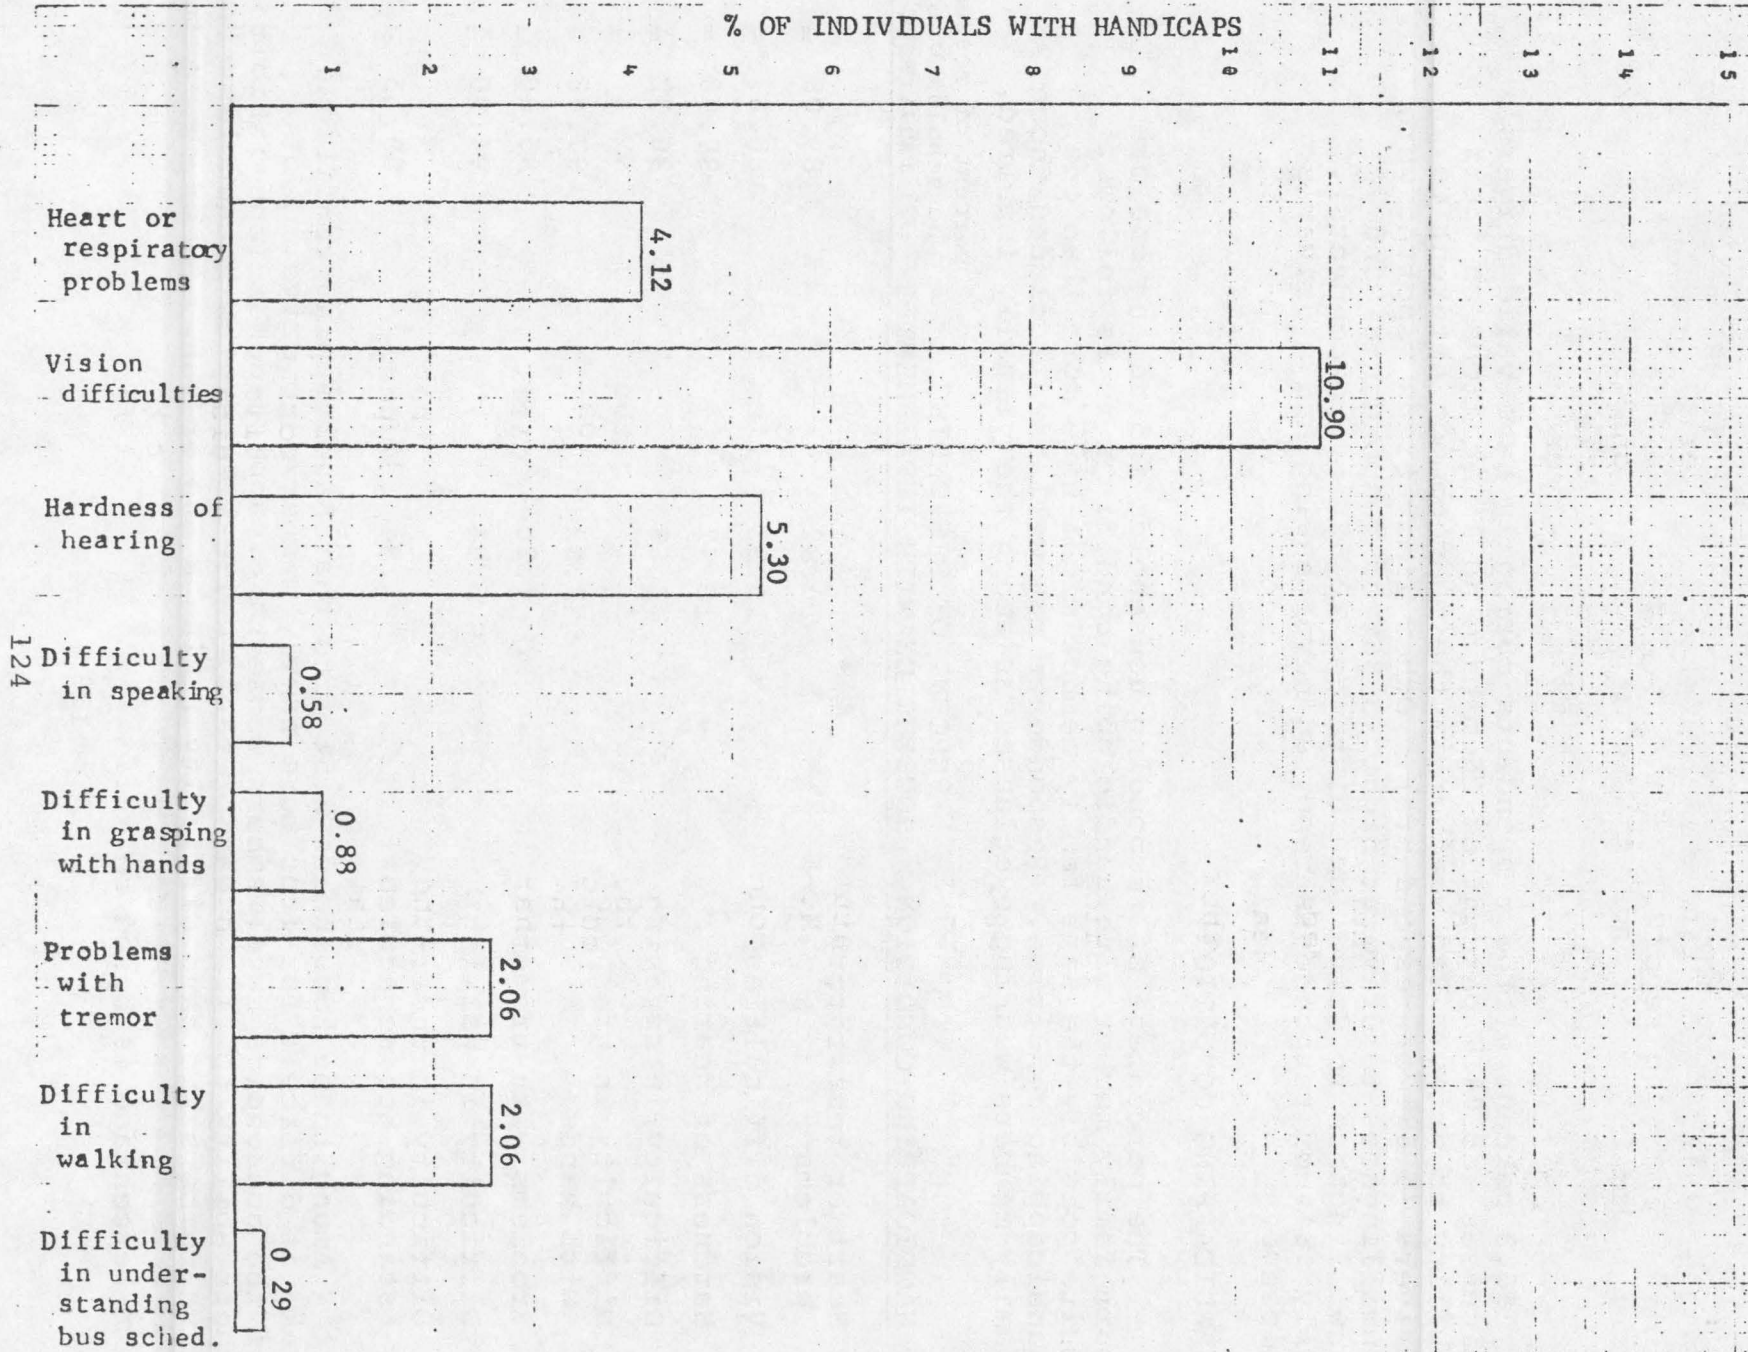 % OF INDIVIDUALS WITH HANDICAPS
1 2 3 4 5 6 7 8 9 10 11 12 13 14 15
Heart or
respiratory
problems
4.12
Vision
difficulties
10.90
Hardness of
hearing
5.30
Difficulty
in speaking
0.58
Difficulty
in grasping
with hands
0.88
Problems
with
tremor
2.06
Difficulty
in
walking
2.06
Difficulty
in under-
standing
bus sched.
0 29
124